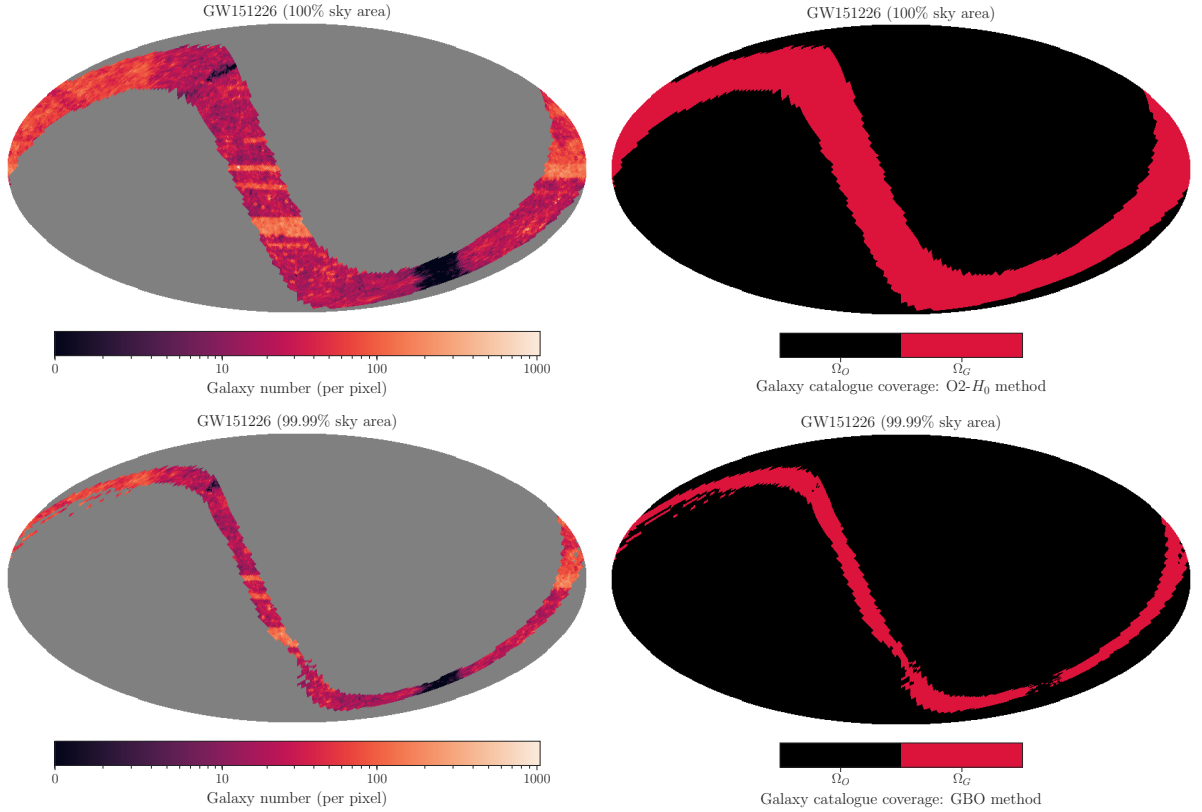 GW151226 (100% sky area)
GW151226 (100% sky area)
0 10 100 1000
Galaxy number (per pixel)
Ω_O Ω_G
Galaxy catalogue coverage: O2-H₀ method
GW151226 (99.99% sky area)
GW151226 (99.99% sky area)
0 10 100 1000
Galaxy number (per pixel)
Ω_O Ω_G
Galaxy catalogue coverage: GBO method